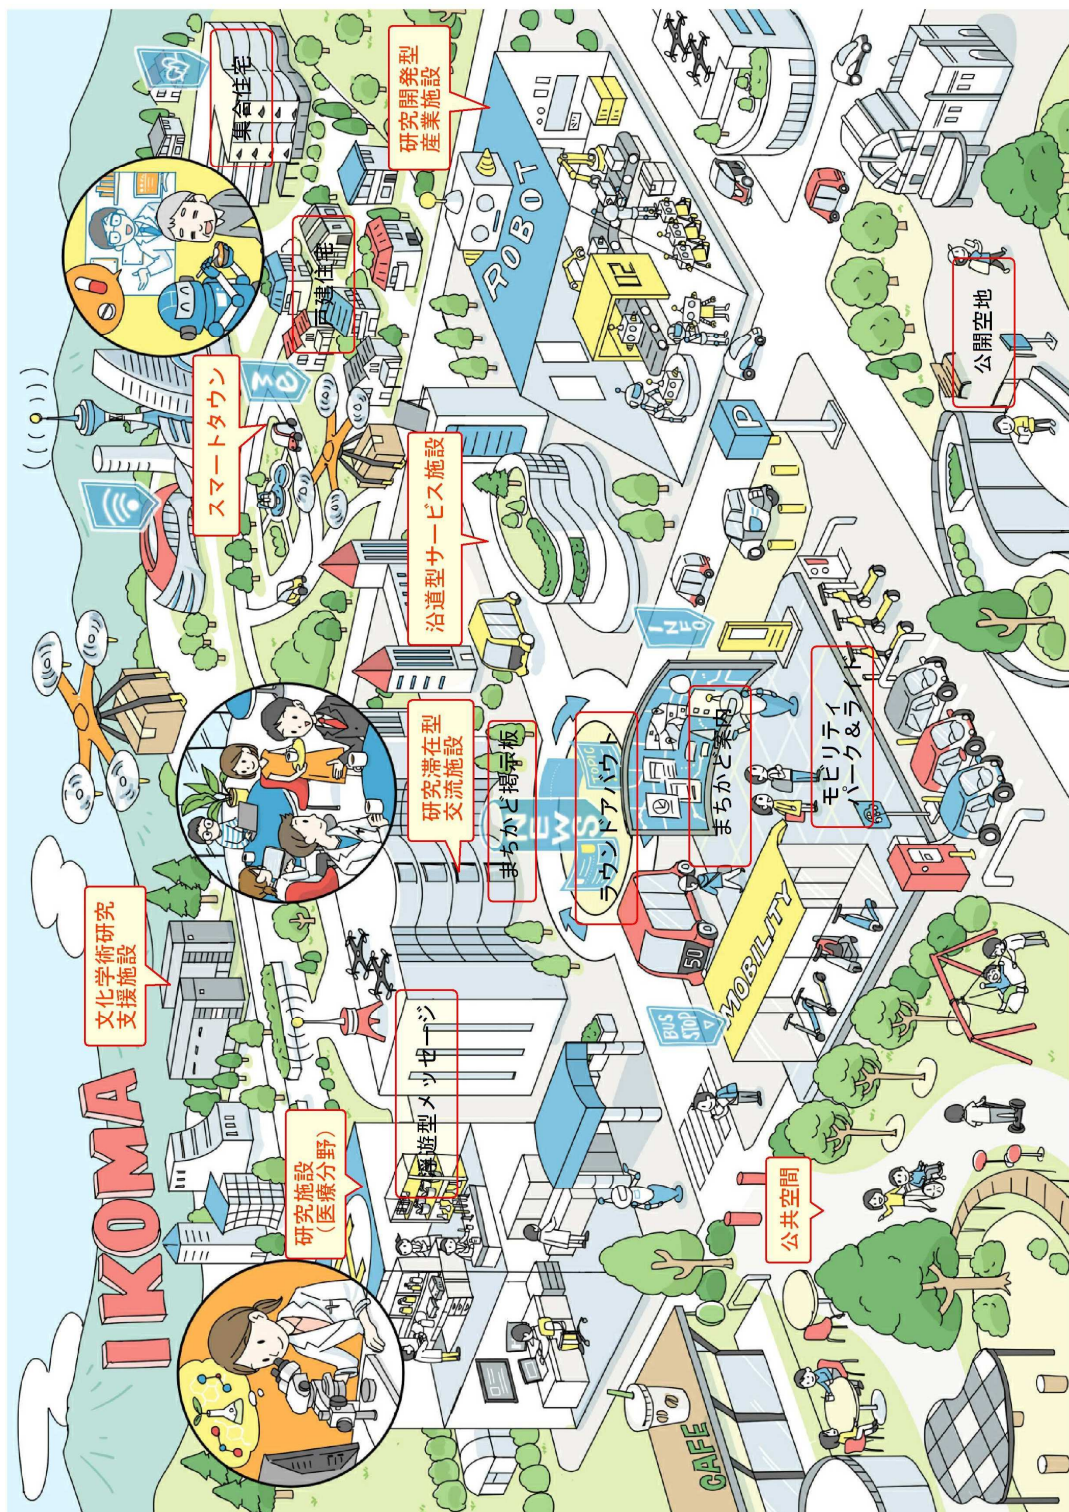 IKOMA
文化学術研究
支援施設
スマートタウン
集合住宅
研究施設
（医療分野）
戸建住宅
研究開発型
産業施設
浮遊型メッセージ
研究滞在型
交流施設
沿道型サービス施設
ROBOT
まちかど掲示板
NEWS
TOPIC
ラウンドアバウト
INFO
BUS
STOP
50
まちかど案内
P
MOBILITY
CAFE
モビリティ
パーク＆ライド
公共空間
公開空地